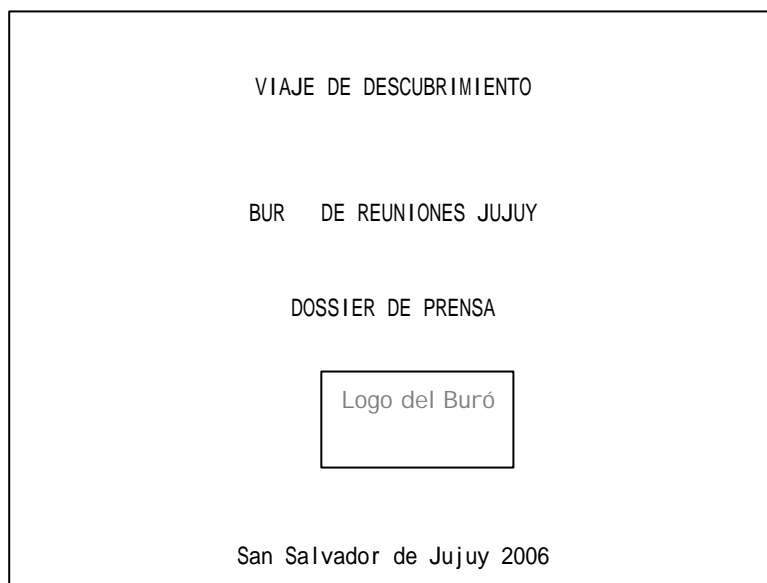 VIAJE DE DESCUBRIMIENTO
BUR DE REUNIONES JUJUY
DOSSIER DE PRENSA
Logo del Buró
San Salvador de Jujuy 2006